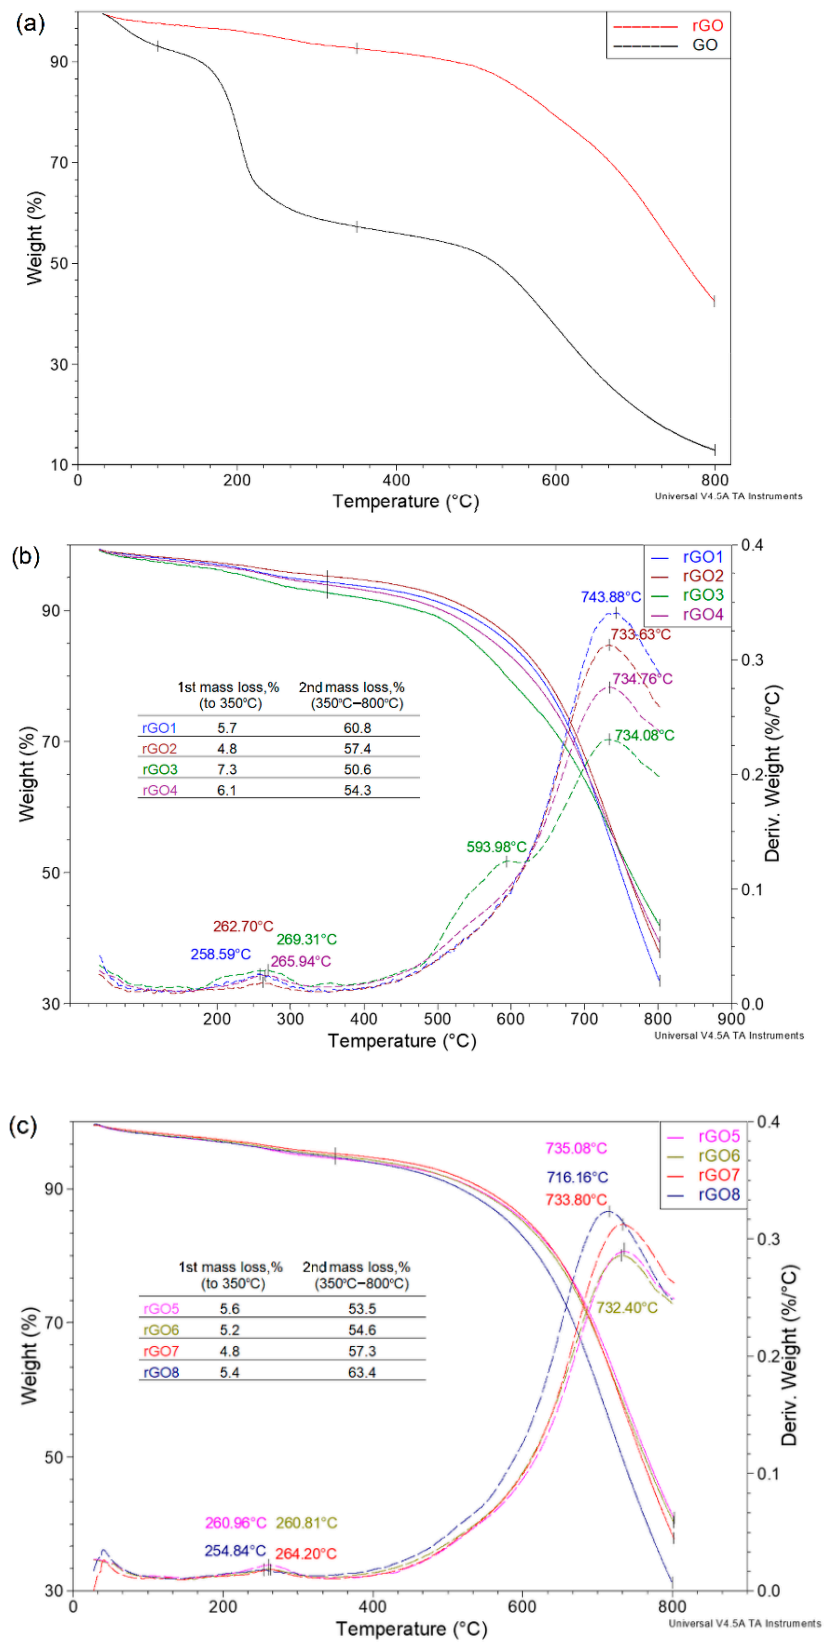 (a)
rGO
GO
90
70
50
30
10
Weight (%)
0
200
400
600
800
Temperature (°C)
Universal V4.5A TA Instruments
(b)
rGO1
rGO2
rGO3
rGO4
0.4
0.3
0.2
0.1
0.0
Deriv. Weight (%/°C)
90
70
50
30
Weight (%)
743.88°C
733.63°C
734.76°C
734.08°C
593.98°C
262.70°C
269.31°C
258.59°C
265.94°C
1st mass loss,% 2nd mass loss,%
(to 350°C) (350°C–800°C)
rGO1 5.7 60.8
rGO2 4.8 57.4
rGO3 7.3 50.6
rGO4 6.1 54.3
200 300 400 500 600 700 800 900
Temperature (°C)
Universal V4.5A TA Instruments
(c)
rGO5
rGO6
rGO7
rGO8
0.4
0.3
0.2
0.1
0.0
Deriv. Weight (%/°C)
90
70
50
30
Weight (%)
735.08°C
716.16°C
733.80°C
732.40°C
1st mass loss,% 2nd mass loss,%
(to 350°C) (350°C–800°C)
rGO5 5.6 53.5
rGO6 5.2 54.6
rGO7 4.8 57.3
rGO8 5.4 63.4
260.96°C 260.81°C
254.84°C 264.20°C
0 200 400 600 800
Temperature (°C)
Universal V4.5A TA Instruments